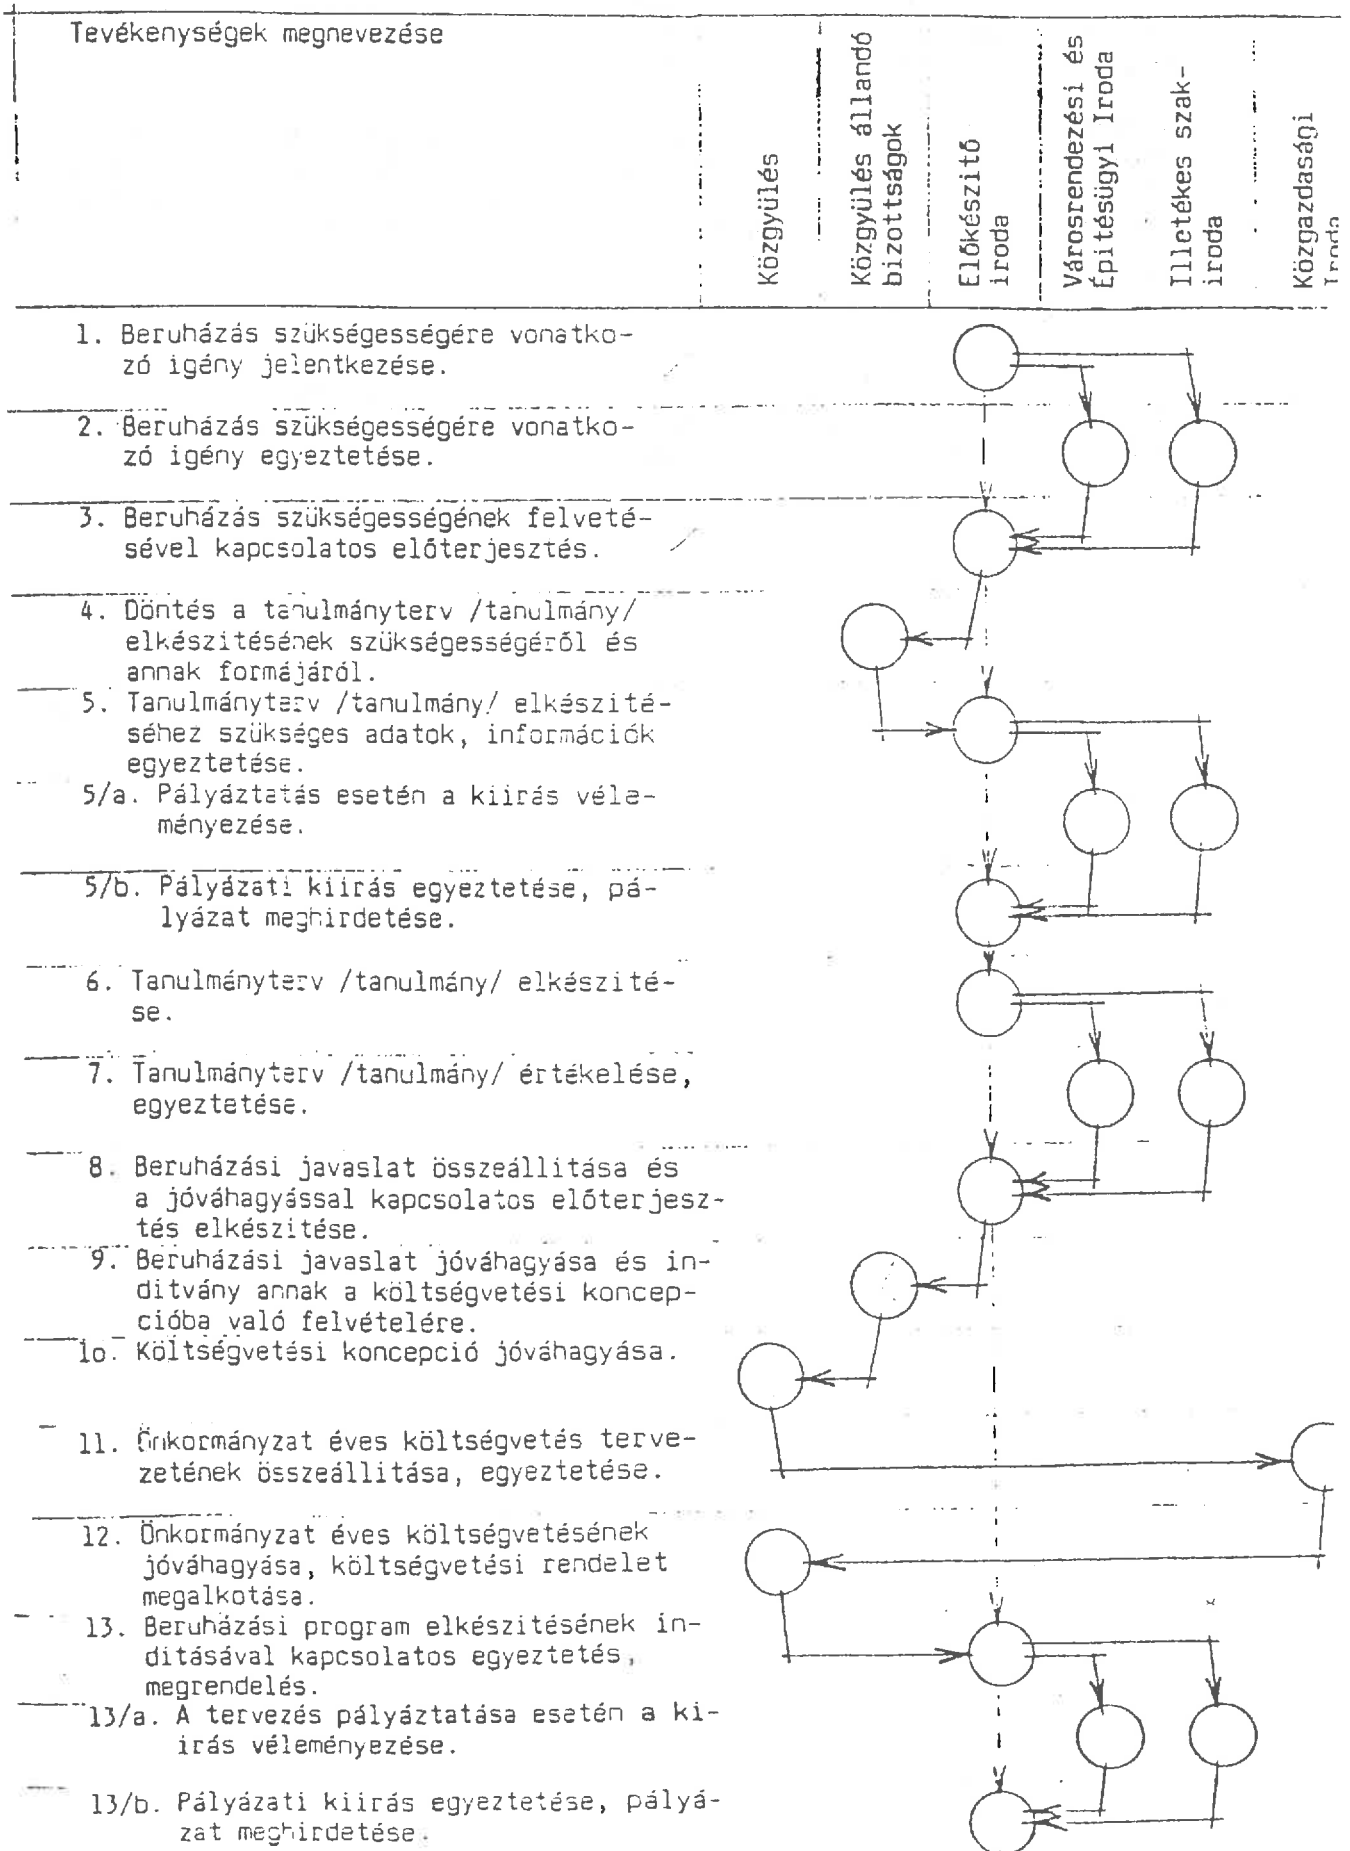 Tevékenységek megnevezése
Közgyülés
Közgyülés állandó
bizottságok
Előkészitő
iroda
Városrendezési és
Épitésügyi Iroda
Illetékes szak-
iroda
Közgazdasági
Iroda
1. Beruházás szükségességére vonatko-
zó igény jelentkezése.
2. Beruházás szükségességére vonatko-
zó igény egyeztetése.
3. Beruházás szükségességének felveté-
sével kapcsolatos előterjesztés.
4. Döntés a tanulmányterv /tanulmány/
elkészitésének szükségességéről és
annak formájáról.
5. Tanulmányterv /tanulmány/ elkészité-
séhez szükséges adatok, információk
egyeztetése.
5/a. Pályáztatás esetén a kiirás véle-
ményezése.
5/b. Pályázati kiirás egyeztetése, pá-
lyázat meghirdetése.
6. Tanulmányterv /tanulmány/ elkészité-
se.
7. Tanulmányterv /tanulmány/ értékelése,
egyeztetése.
8. Beruházási javaslat összeállitása és
a jóváhagyással kapcsolatos előterjesz-
tés elkészitése.
9. Beruházási javaslat jóváhagyása és in-
ditvány annak a költségvetési koncep-
cióba való felvételére.
lo. Költségvetési koncepció jóváhagyása.
11. Önkormányzat éves költségvetés terve-
zetének összeállitása, egyeztetése.
12. Önkormányzat éves költségvetésének
jóváhagyása, költségvetési rendelet
megalkotása.
13. Beruházási program elkészitésének in-
ditásával kapcsolatos egyeztetés,
megrendelés.
13/a. A tervezés pályáztatása esetén a ki-
irás véleményezése.
13/b. Pályázati kiirás egyeztetése, pályá-
zat meghirdetése.